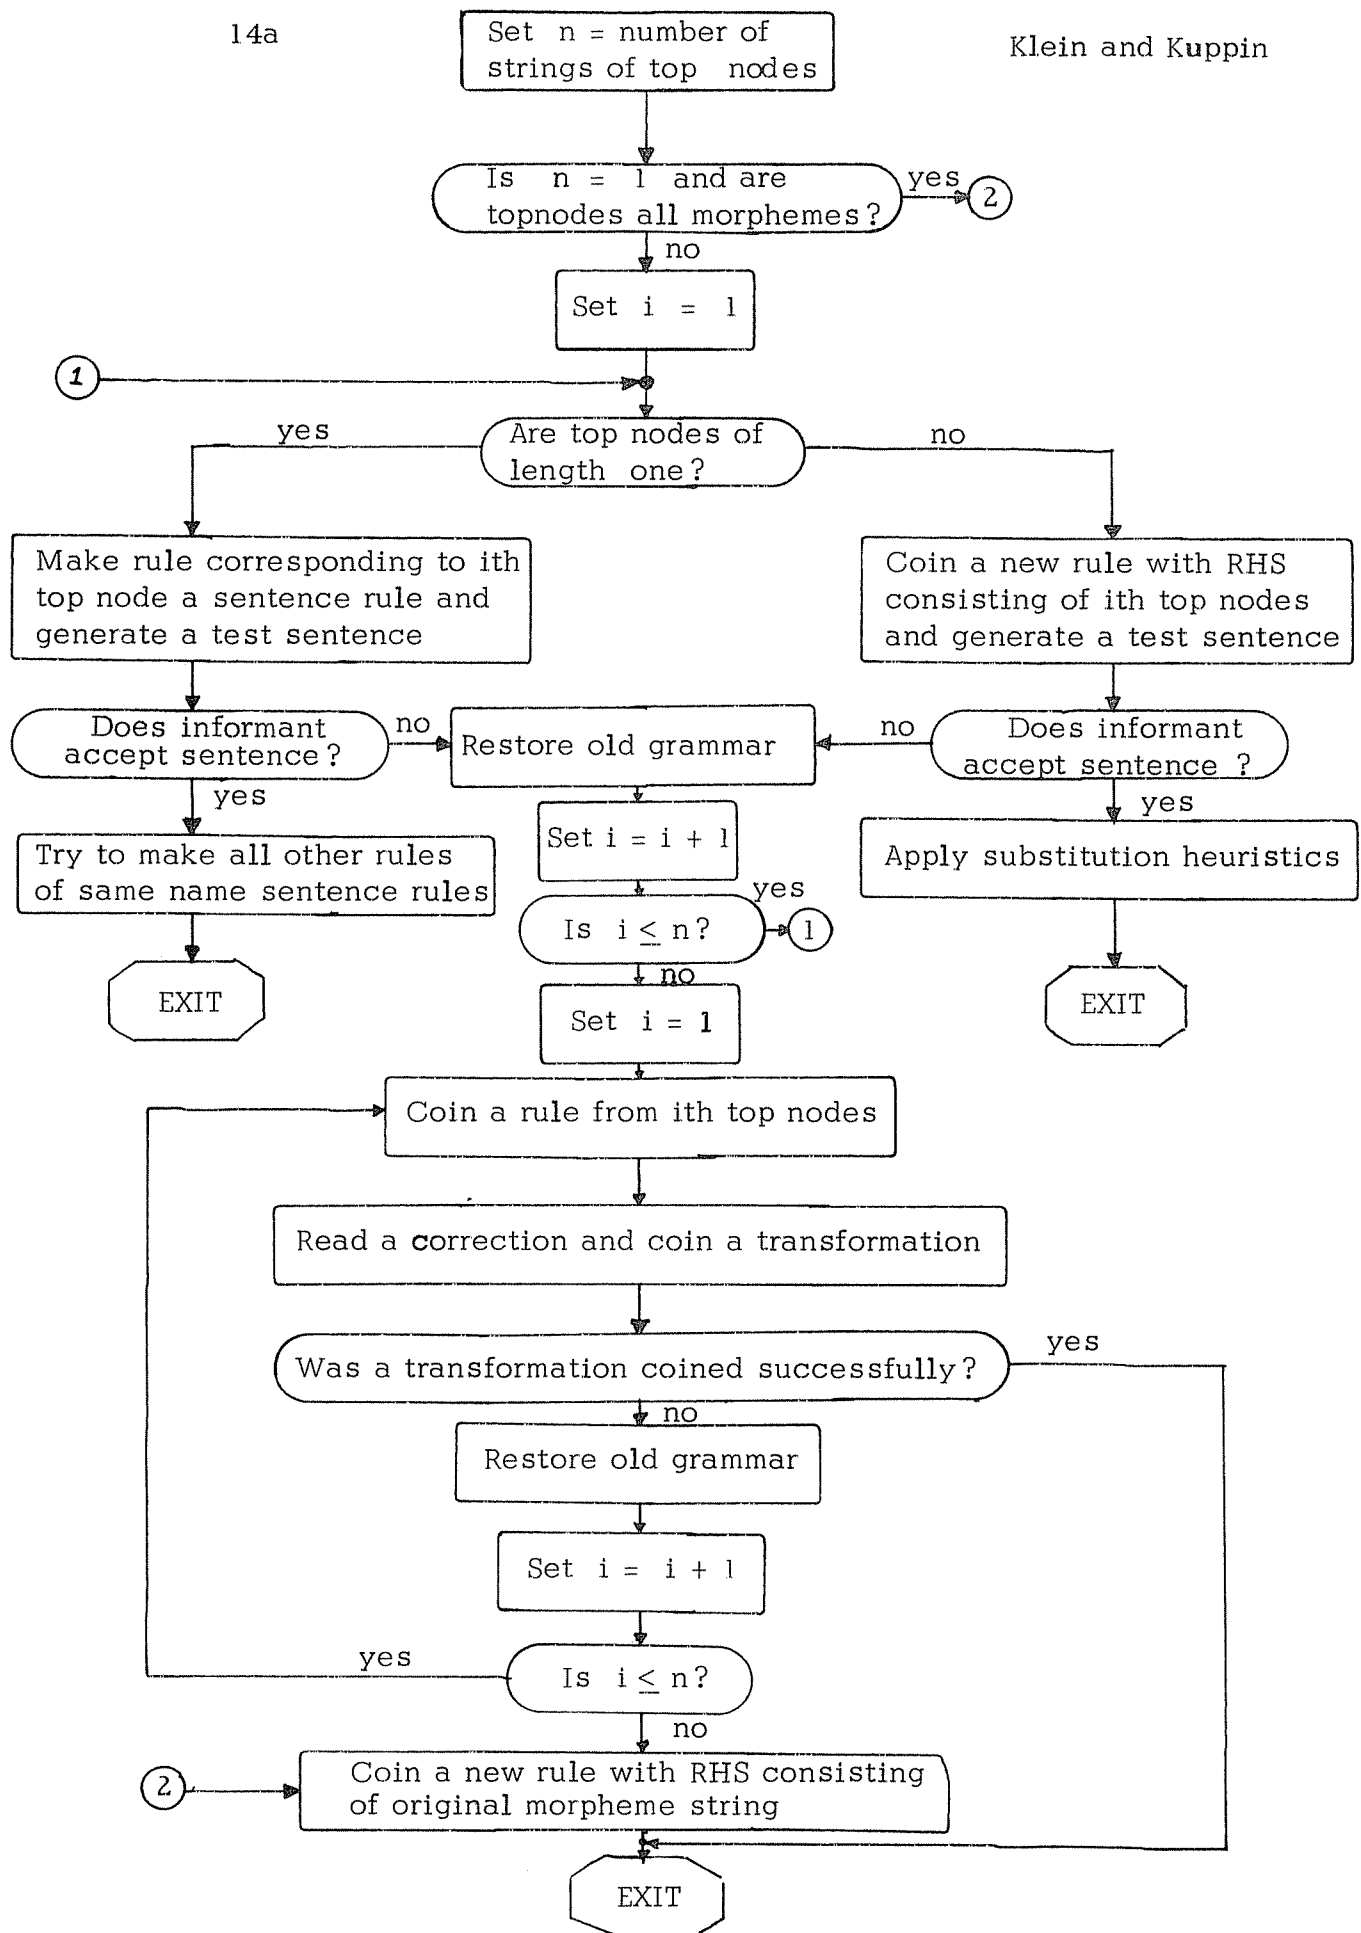 14a
Klein and Kuppin
Set n = number of
strings of top nodes
Is n = 1 and are
topnodes all morphemes?
yes
2
no
Set i = 1
1
Are top nodes of
length one?
yes
no
Make rule corresponding to ith
top node a sentence rule and
generate a test sentence
Coin a new rule with RHS
consisting of ith top nodes
and generate a test sentence
Does informant
accept sentence?
no
Restore old grammar
no
Does informant
accept sentence ?
yes
yes
Try to make all other rules
of same name sentence rules
Set i = i + 1
Apply substitution heuristics
Is i ≤ n?
yes
1
no
EXIT
EXIT
Set i = 1
Coin a rule from ith top nodes
Read a correction and coin a transformation
Was a transformation coined successfully?
yes
no
Restore old grammar
Set i = i + 1
Is i ≤ n?
yes
no
2
Coin a new rule with RHS consisting
of original morpheme string
EXIT